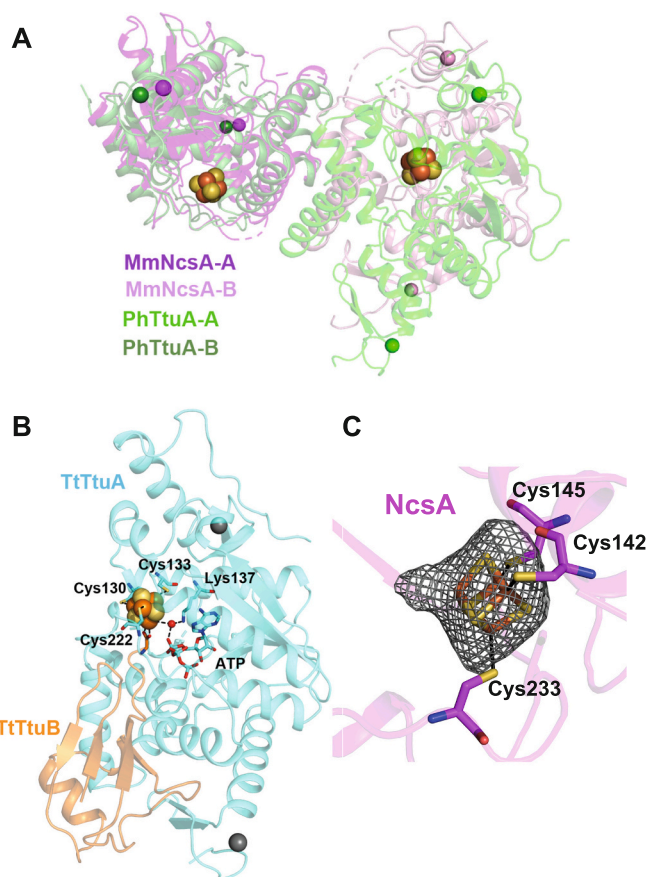 A
MmNcsA-A
MmNcsA-B
PhTtuA-A
PhTtuA-B
B
TtTtuA
Cys133
Cys130
Lys137
Cys222
ATP
TtTtuB
C
NcsA
Cys145
Cys142
Cys233